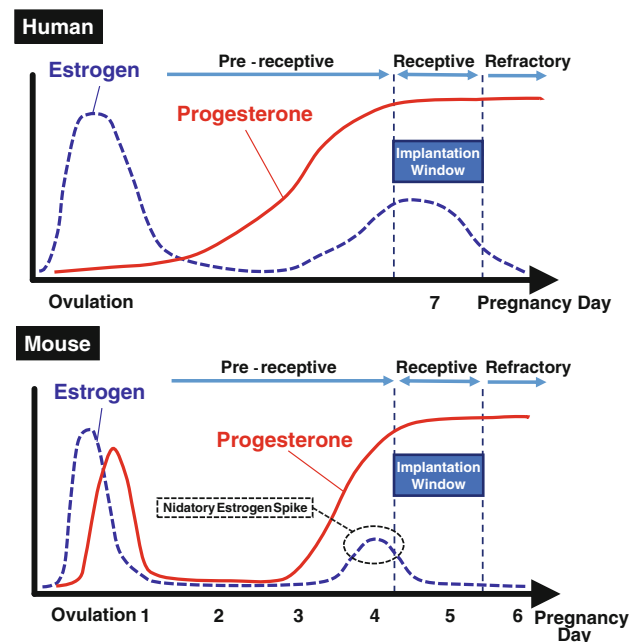 Human
Pre - receptive Receptive Refractory
Estrogen
Progesterone
Implantation
Window
Ovulation 7 Pregnancy Day
Mouse
Pre - receptive Receptive Refractory
Estrogen
Progesterone
Implantation
Window
Nidatory Estrogen Spike
Ovulation 1 2 3 4 5 6 Pregnancy
Day